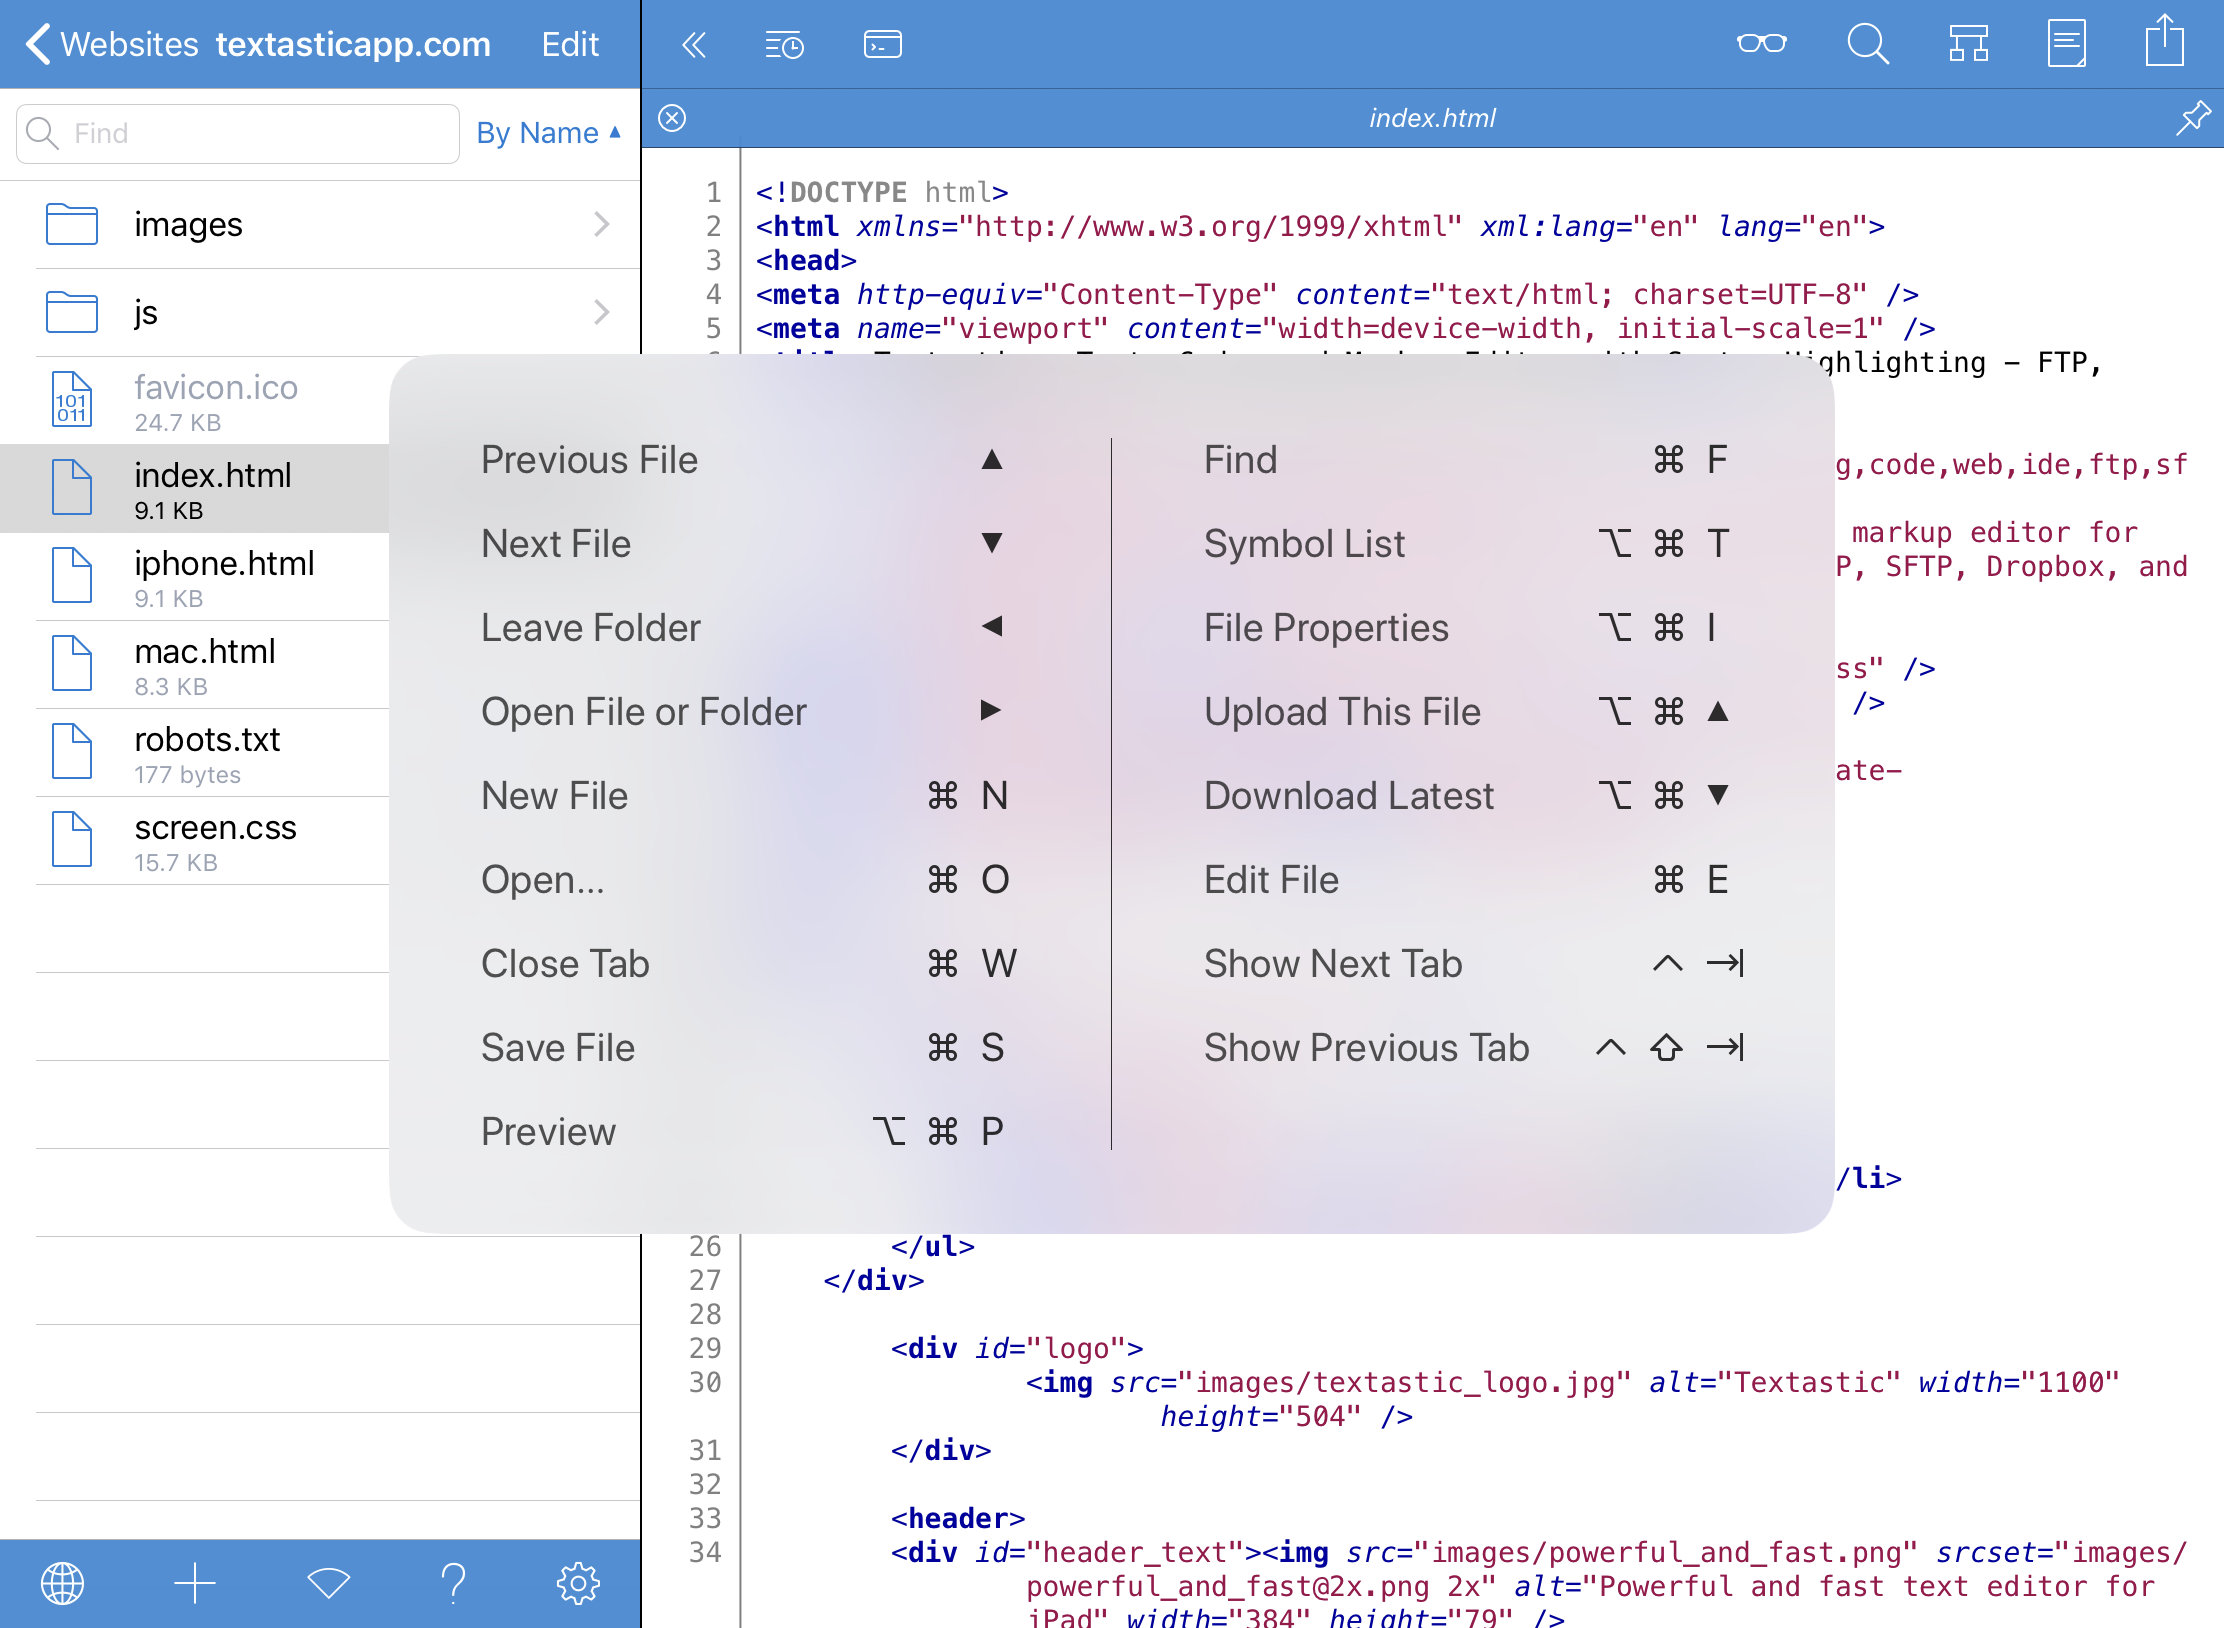 Websites textasticapp.com Edit
Find By Name ▲
images
js
favicon.ico
24.7 KB
index.html
9.1 KB
iphone.html
9.1 KB
mac.html
8.3 KB
robots.txt
177 bytes
screen.css
15.7 KB
index.html
1 <!DOCTYPE html>
2 <html xmlns="http://www.w3.org/1999/xhtml" xml:lang="en" lang="en">
3 <head>
4 <meta http-equiv="Content-Type" content="text/html; charset=UTF-8" />
5 <meta name="viewport" content="width=device-width, initial-scale=1" />
ghlighting - FTP,
g,code,web,ide,ftp,sf
markup editor for
P, SFTP, Dropbox, and
ss" />
/>
ate-
/li>
Previous File ▲
Next File ▼
Leave Folder ◀
Open File or Folder ▶
New File ⌘ N
Open... ⌘ O
Close Tab ⌘ W
Save File ⌘ S
Preview ⌥ ⌘ P
Find ⌘ F
Symbol List ⌥ ⌘ T
File Properties ⌥ ⌘ I
Upload This File ⌥ ⌘ ▲
Download Latest ⌥ ⌘ ▼
Edit File ⌘ E
Show Next Tab ^ →|
Show Previous Tab ^ ⇧ →|
26 </ul>
27 </div>
28
29 <div id="logo">
30 <img src="images/textastic_logo.jpg" alt="Textastic" width="1100"
height="504" />
31 </div>
32
33 <header>
34 <div id="header_text"><img src="images/powerful_and_fast.png" srcset="images/
powerful_and_fast@2x.png 2x" alt="Powerful and fast text editor for
iPad" width="384" height="79" />